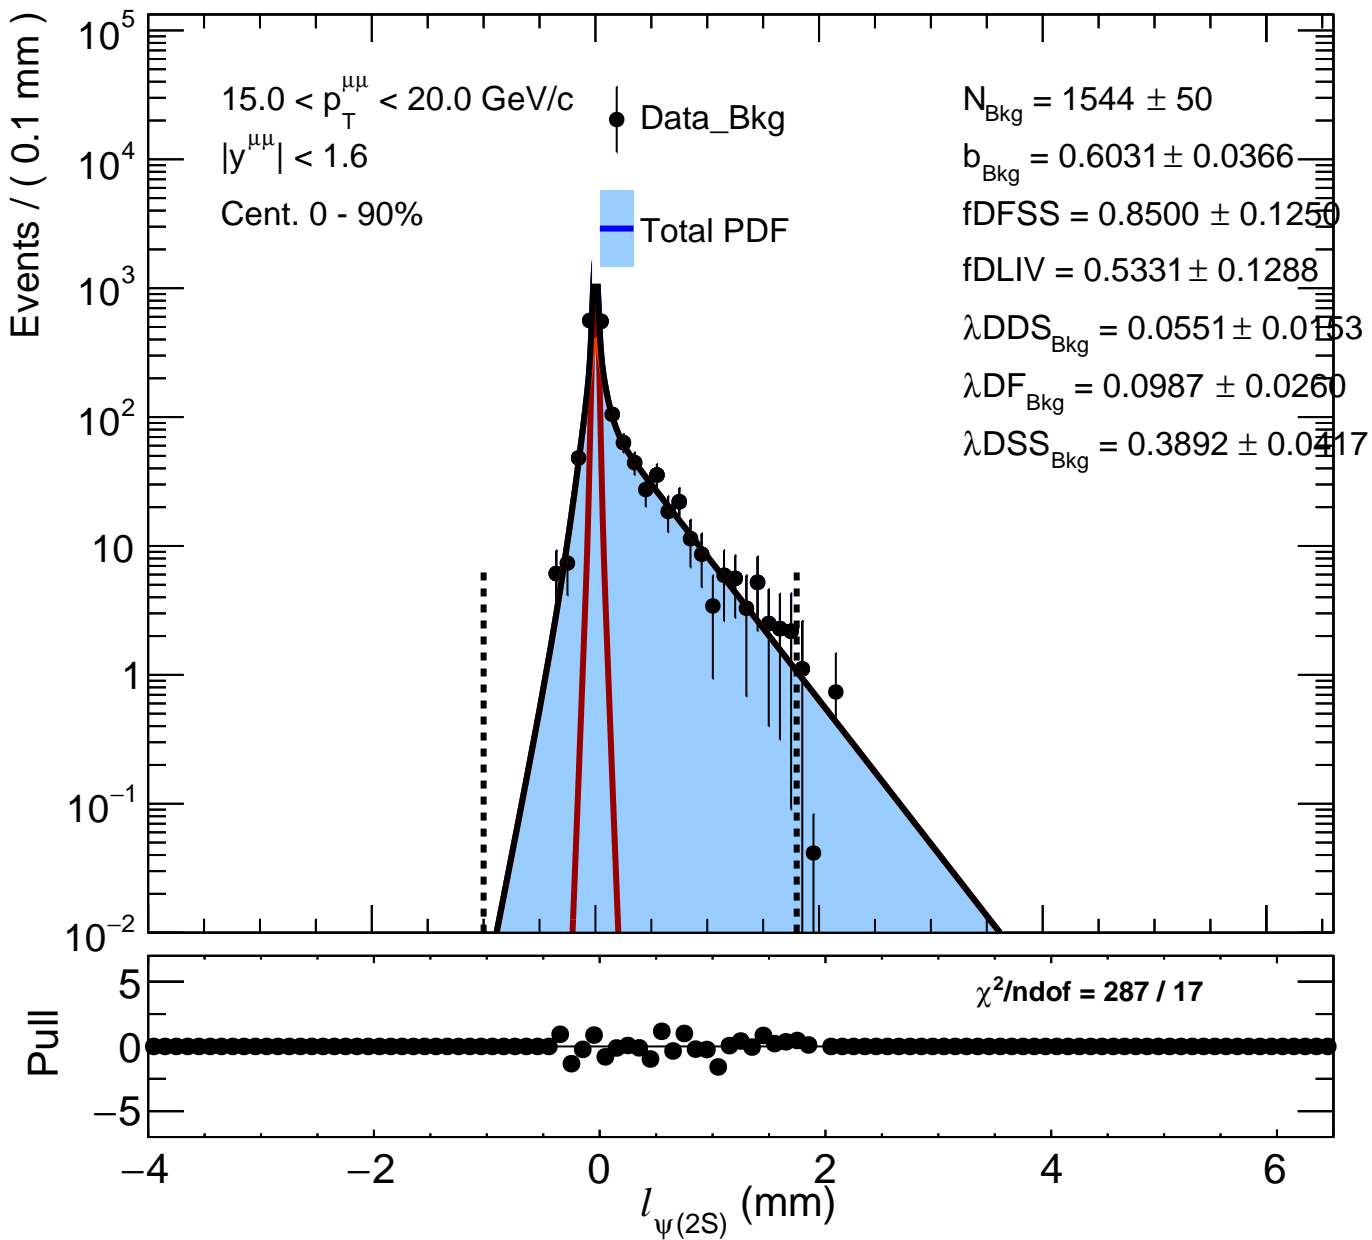 Events / ( 0.1 mm )
10^5
10^4
10^3
10^2
10
1
10^−1
10^−2
15.0 < p_T^μμ < 20.0 GeV/c
|y^μμ| < 1.6
Cent. 0 - 90%
Data_Bkg
Total PDF
N_Bkg = 1544 ± 50
b_Bkg = 0.6031 ± 0.0366
fDFSS = 0.8500 ± 0.1250
fDLIV = 0.5331 ± 0.1288
λDDS_Bkg = 0.0551 ± 0.0153
λDF_Bkg = 0.0987 ± 0.0260
λDSS_Bkg = 0.3892 ± 0.0417
Pull
5
0
−5
χ²/ndof = 287 / 17
−4 −2 0 2 4 6
l_ψ(2S) (mm)